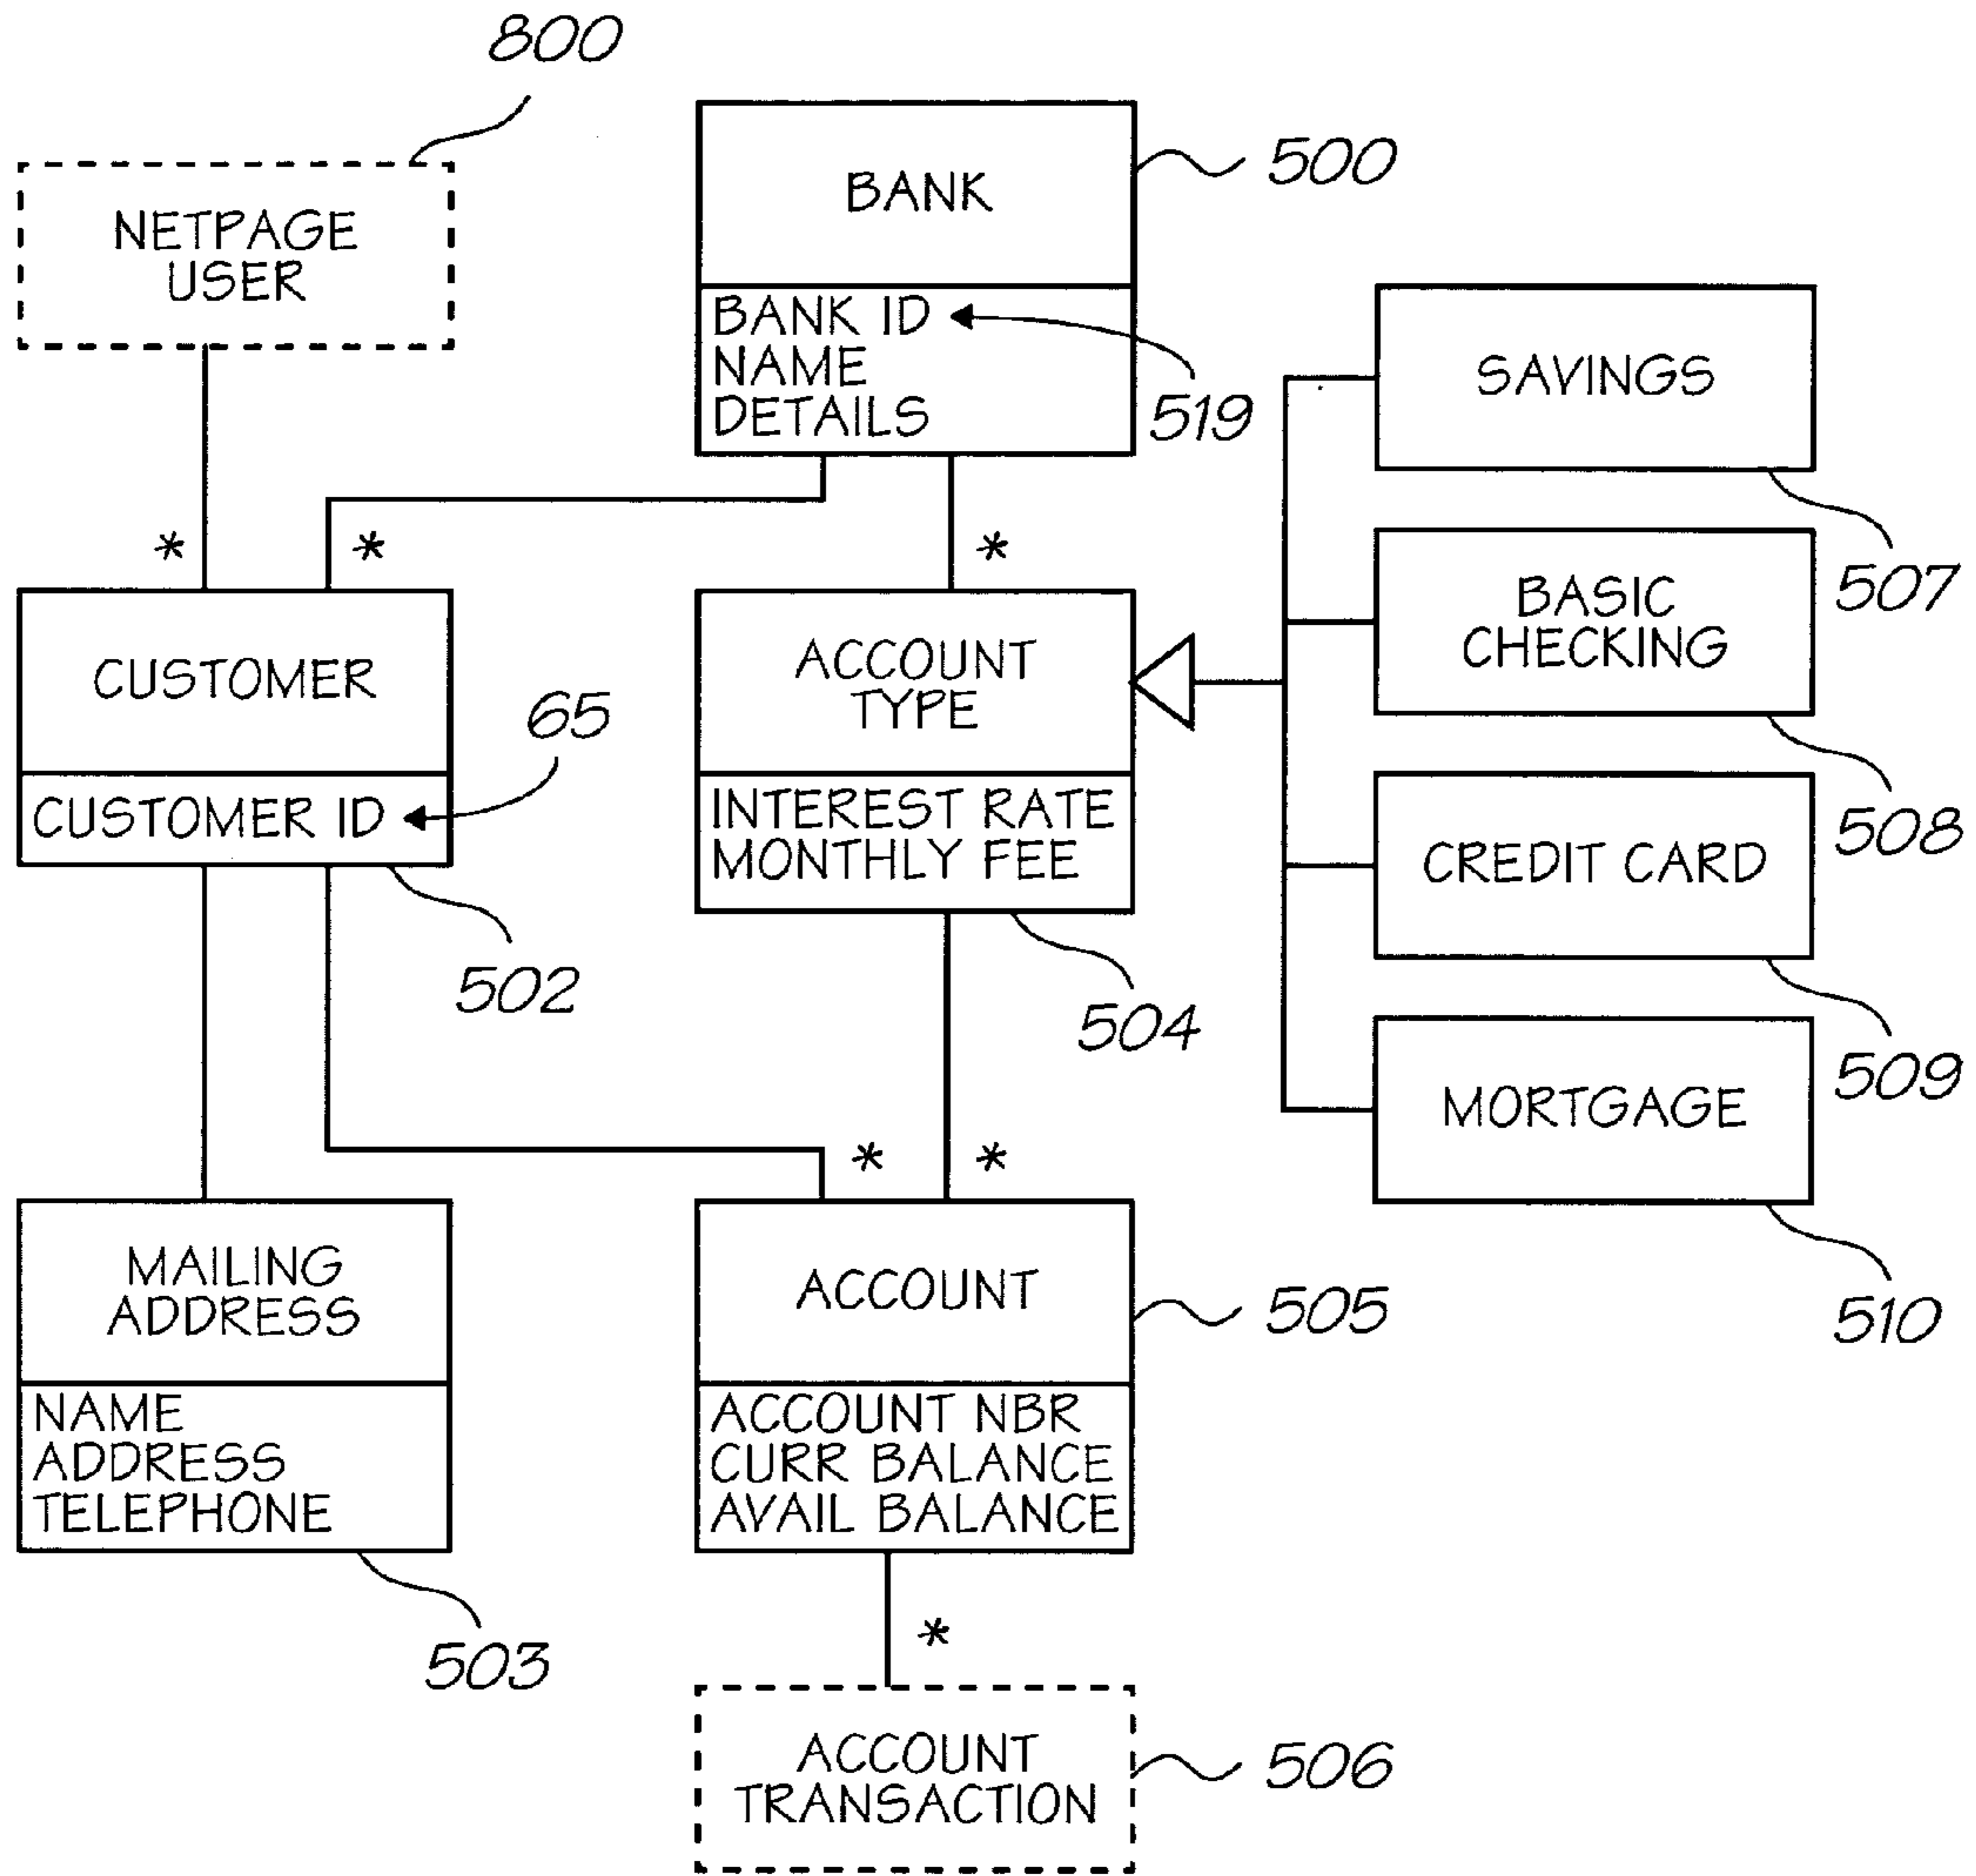 800
NETPAGE
USER
BANK
500
BANK ID
NAME
DETAILS
519
SAVINGS
507
*
*
*
BASIC
CHECKING
508
CUSTOMER
65
CUSTOMER ID
502
ACCOUNT
TYPE
INTEREST RATE
MONTHLY FEE
504
CREDIT CARD
509
MORTGAGE
510
*
*
MAILING
ADDRESS
NAME
ADDRESS
TELEPHONE
503
ACCOUNT
505
ACCOUNT NBR
CURR BALANCE
AVAIL BALANCE
*
ACCOUNT
TRANSACTION
506